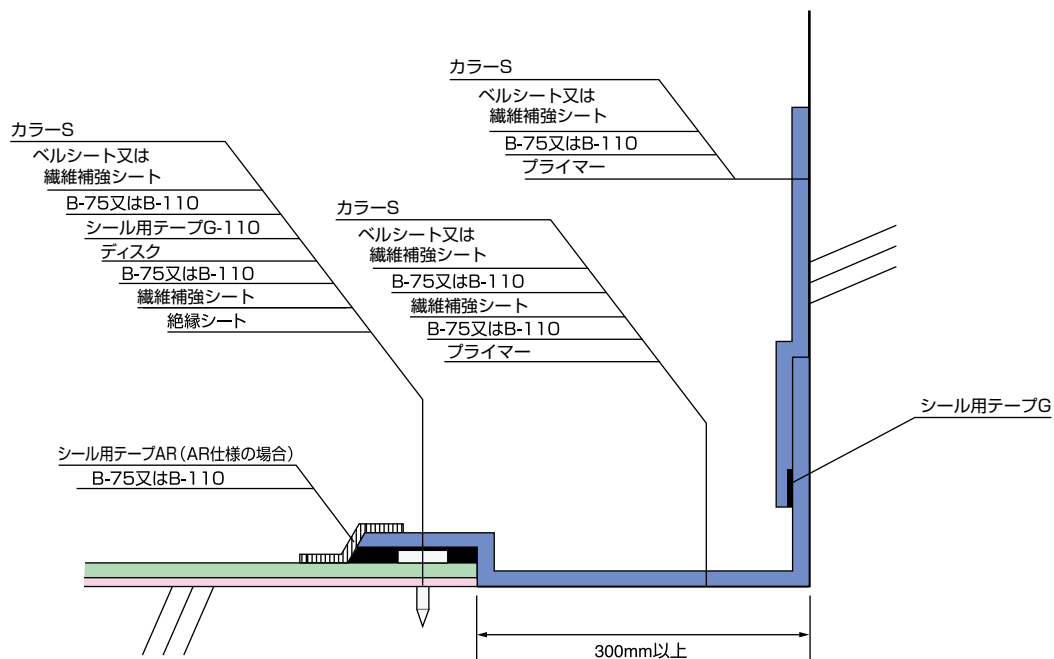 カラーS
ベルシート又は
繊維補強シート
B-75又はB-110
プライマー
カラーS
ベルシート又は
繊維補強シート
B-75又はB-110
シール用テープG-110
ディスク
B-75又はB-110
繊維補強シート
絶縁シート
カラーS
ベルシート又は
繊維補強シート
B-75又はB-110
繊維補強シート
B-75又はB-110
プライマー
シール用テープG
シール用テープAR(AR仕様の場合)
B-75又はB-110
300mm以上